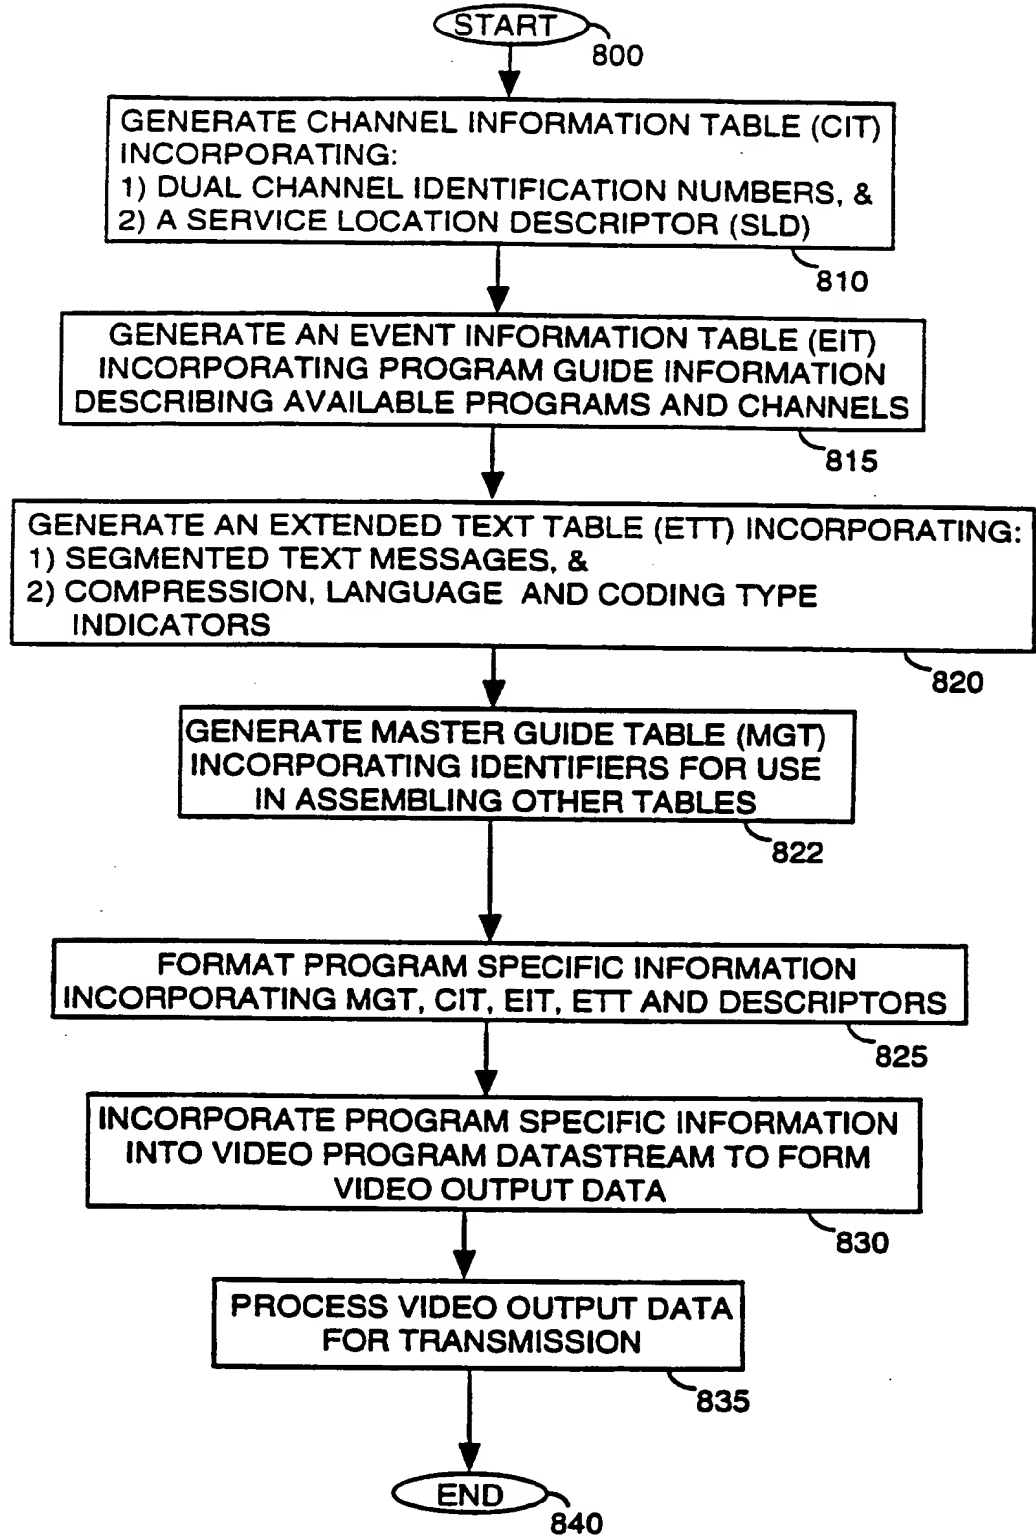 START
800
GENERATE CHANNEL INFORMATION TABLE (CIT)
INCORPORATING:
1) DUAL CHANNEL IDENTIFICATION NUMBERS, &
2) A SERVICE LOCATION DESCRIPTOR (SLD)
810
GENERATE AN EVENT INFORMATION TABLE (EIT)
INCORPORATING PROGRAM GUIDE INFORMATION
DESCRIBING AVAILABLE PROGRAMS AND CHANNELS
815
GENERATE AN EXTENDED TEXT TABLE (ETT) INCORPORATING:
1) SEGMENTED TEXT MESSAGES, &
2) COMPRESSION, LANGUAGE AND CODING TYPE
INDICATORS
820
GENERATE MASTER GUIDE TABLE (MGT)
INCORPORATING IDENTIFIERS FOR USE
IN ASSEMBLING OTHER TABLES
822
FORMAT PROGRAM SPECIFIC INFORMATION
INCORPORATING MGT, CIT, EIT, ETT AND DESCRIPTORS
825
INCORPORATE PROGRAM SPECIFIC INFORMATION
INTO VIDEO PROGRAM DATASTREAM TO FORM
VIDEO OUTPUT DATA
830
PROCESS VIDEO OUTPUT DATA
FOR TRANSMISSION
835
END
840